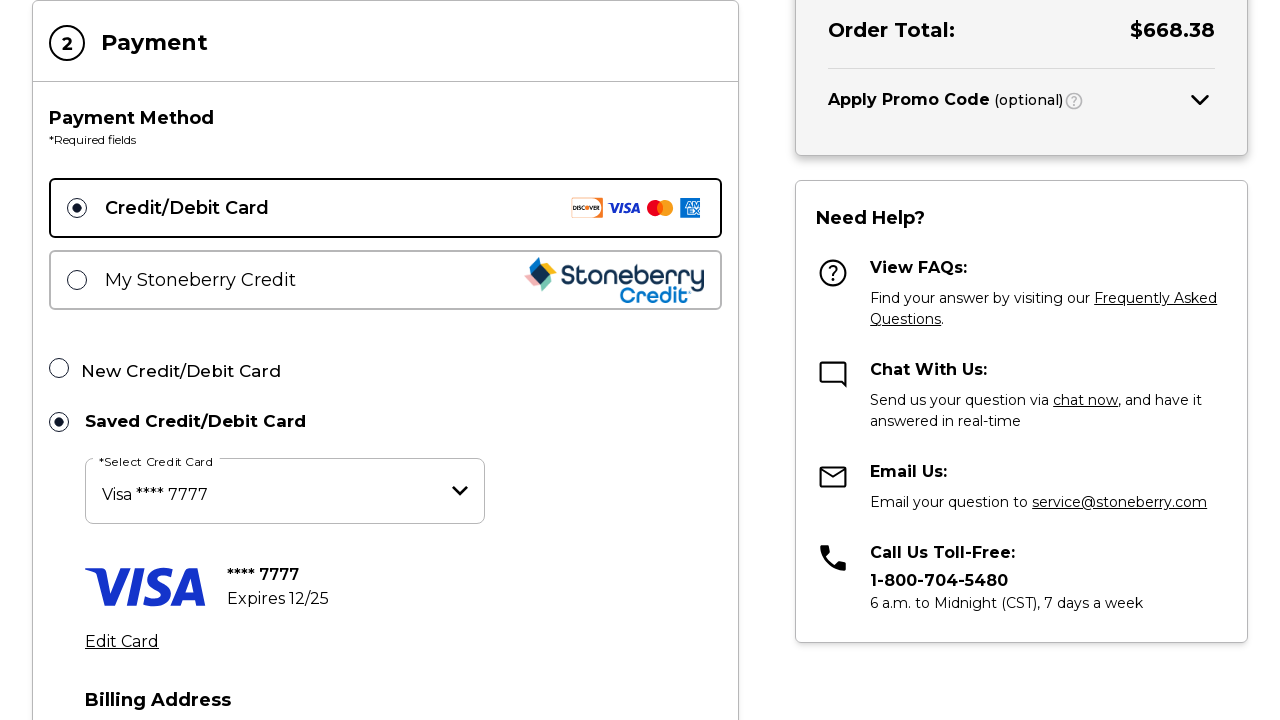 2 Payment
Payment Method
*Required fields
Credit/Debit Card DISCOVER VISA AM EX
My Stoneberry Credit Stoneberry Credit
New Credit/Debit Card
Saved Credit/Debit Card
*Select Credit Card
Visa **** 7777
VISA **** 7777
Expires 12/25
Edit Card
Billing Address
Order Total: $668.38
Apply Promo Code (optional) ?
Need Help?
View FAQs:
Find your answer by visiting our Frequently Asked
Questions.
Chat With Us:
Send us your question via chat now, and have it
answered in real-time
Email Us:
Email your question to service@stoneberry.com
Call Us Toll-Free:
1-800-704-5480
6 a.m. to Midnight (CST), 7 days a week